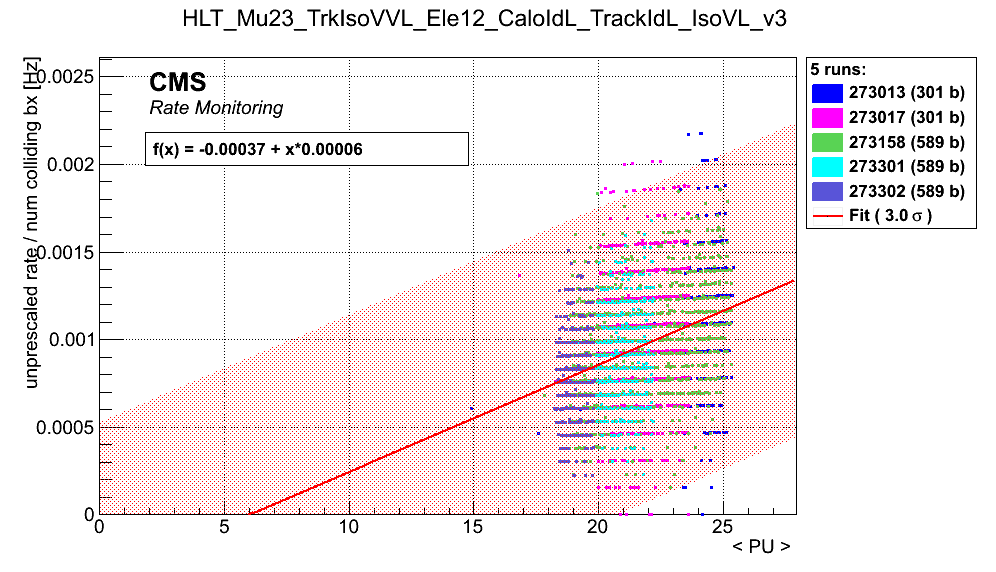 HLT_Mu23_TrkIsoVVL_Ele12_CaloIdL_TrackIdL_IsoVL_v3
unprescaled rate / num colliding bx [Hz]
0.0025
0.002
0.0015
0.001
0.0005
0
CMS
Rate Monitoring
f(x) = -0.00037 + x*0.00006
5 runs:
273013 (301 b)
273017 (301 b)
273158 (589 b)
273301 (589 b)
273302 (589 b)
Fit ( 3.0 σ )
0 5 10 15 20 25
< PU >